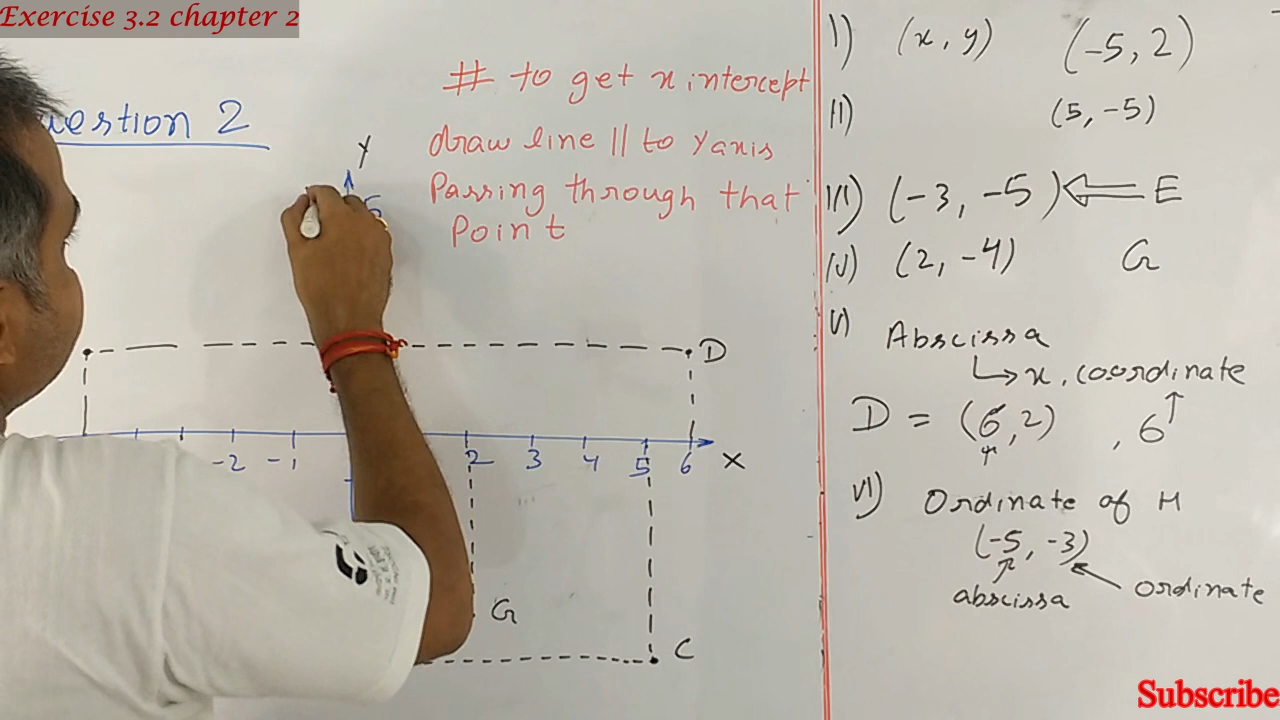 Exercise 3.2 chapter 2
uestion 2
# to get x intercept
draw line || to Y axis
Passing through that
Point
Y
5
D
-2 -1 2 3 4 5 6 X
G
C
I) (x, y) (-5, 2)
II) (5, -5)
III) (-3, -5) ⇐ E
IV) (2, -4) G
V) Abscissa
↳ x. coordinate
D = (6, 2) , 6
VI) Ordinate of H
(-5, -3)
abscissa ordinate
Subscribe